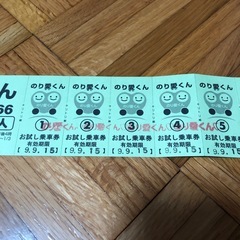 ん
66
人
のり愛くん
①
お試し乗車券
有効期限
[9.9.15]
のり愛くん
②
お試し乗車券
有効期限
[9.9.15]
のり愛くん
③
お試し乗車券
有効期限
[9.9.15]
のり愛くん
④
お試し乗車券
有効期限
[9.9.15]
のり愛くん
⑤
お試し乗車券
有効期限
[9.9.15]